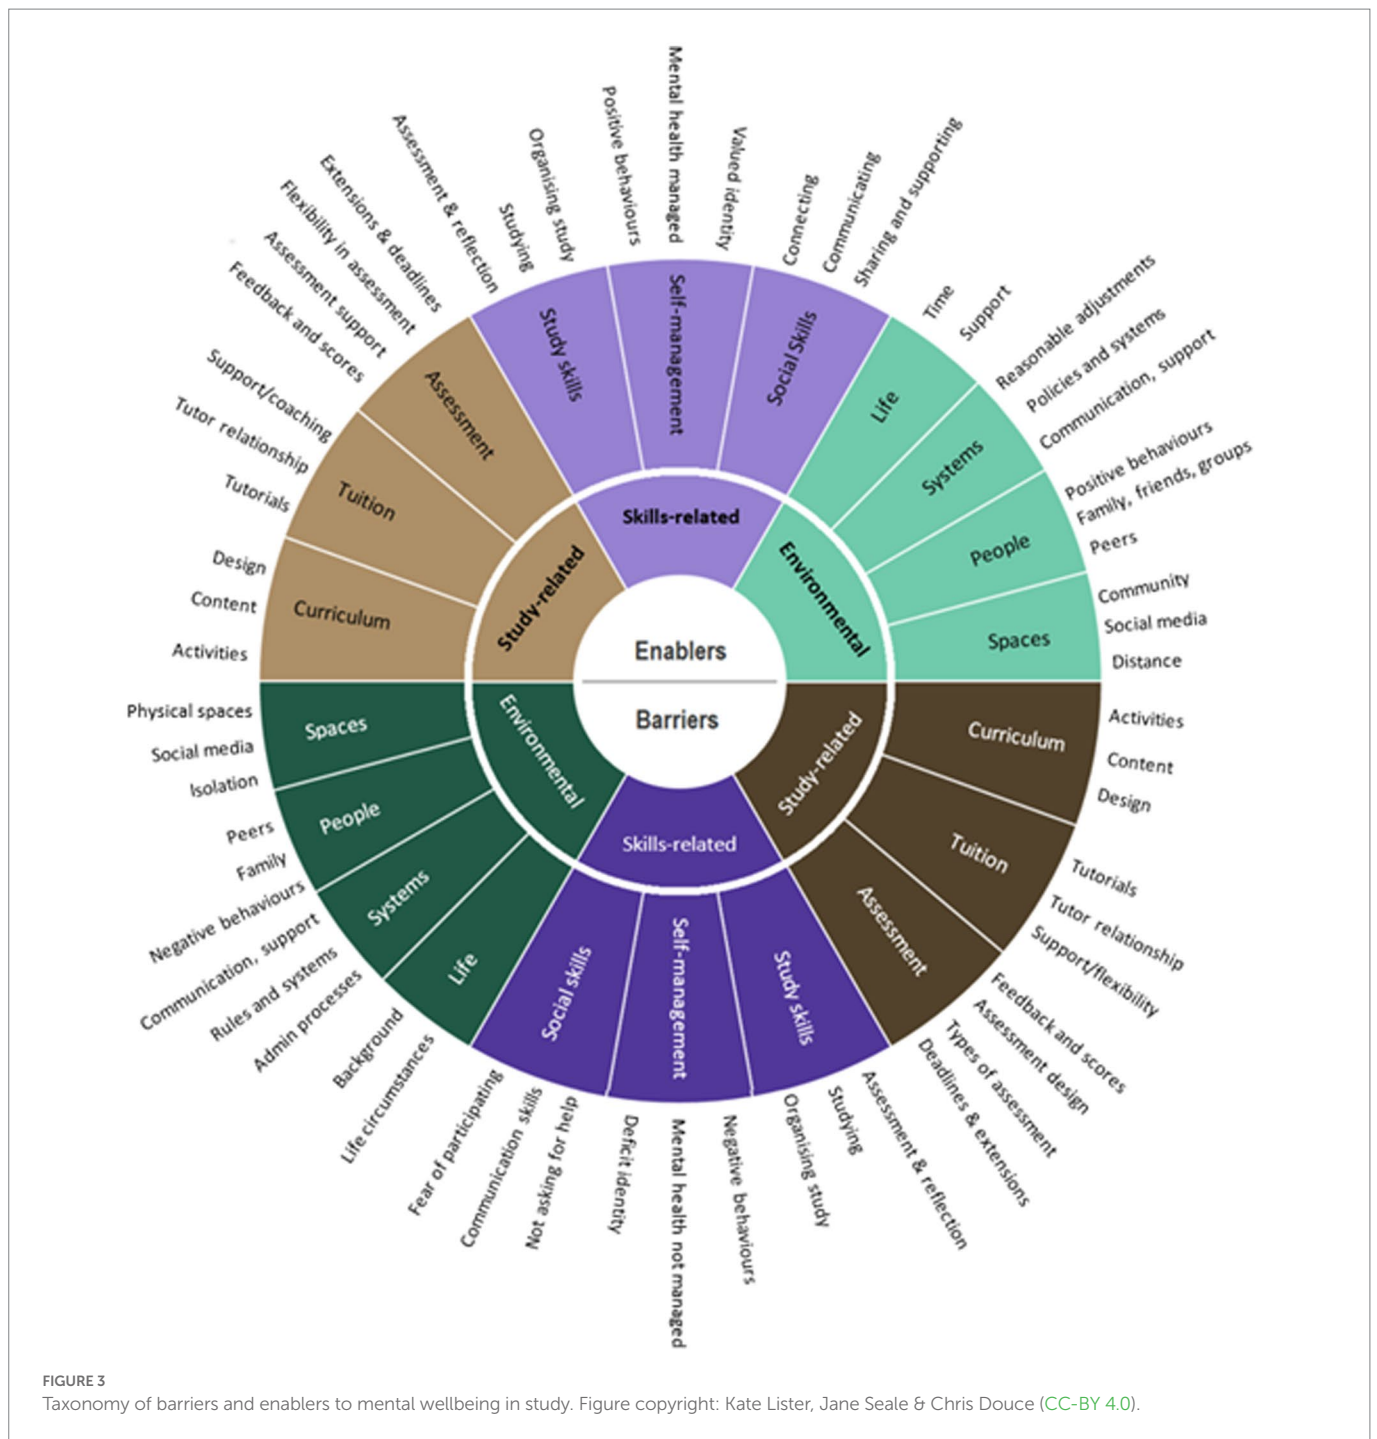 Mental health managed
Positive behaviours
Valued identity
Assessment & reflection
Organising study
Studying
Connecting
Communicating
Sharing and supporting
Extensions & deadlines
Flexibility in assessment
Assessment support
Feedback and scores
Time
Support
Reasonable adjustments
Policies and systems
Communication, support
Study skills
Self-management
Social Skills
Support/coaching
Tutor relationship
Tutorials
Assessment
Life
Systems
Positive behaviours
Family, friends, groups
Peers
Tuition
People
Skills-related
Design
Content
Activities
Curriculum
Study-related
Environmental
Spaces
Community
Social media
Distance
Enablers
Barriers
Physical spaces
Social media
Isolation
Spaces
Environmental
Study-related
Curriculum
Activities
Content
Design
Peers
Family
Negative behaviours
People
Skills-related
Tuition
Tutorials
Tutor relationship
Support/flexibility
Communication, support
Rules and systems
Admin processes
Systems
Life
Social skills
Self-management
Study skills
Assessment
Feedback and scores
Assessment design
Types of assessment
Deadlines & extensions
Background
Life circumstances
Fear of participating
Communication skills
Not asking for help
Deficit identity
Mental health not managed
Negative behaviours
Organising study
Studying
Assessment & reflection
FIGURE 3
Taxonomy of barriers and enablers to mental wellbeing in study. Figure copyright: Kate Lister, Jane Seale & Chris Douce (CC-BY 4.0).